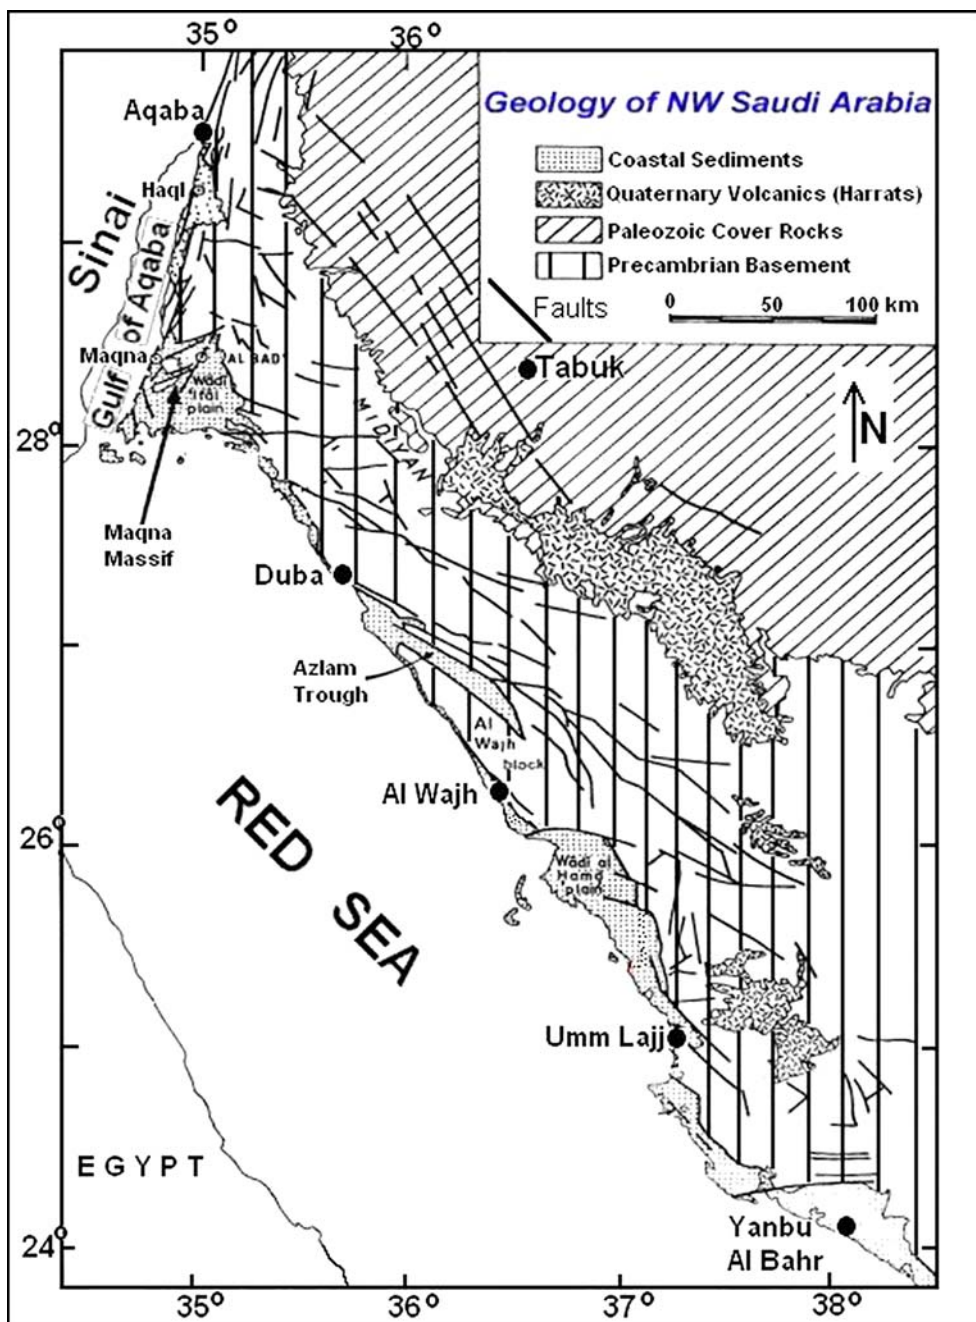 35°
36°
Geology of NW Saudi Arabia
Coastal Sediments
Quaternary Volcanics (Harrats)
Paleozoic Cover Rocks
Precambrian Basement
Faults
0 50 100 km
N
Aqaba
Haql
Sinai
Gulf of Aqaba
Maqna
AL BAD'
Wadi
'Ifal
plain
Tabuk
MIDYAN
28°
Maqna
Massif
Duba
Azlam
Trough
Al
Wajh
block
Al Wajh
RED SEA
26°
Wadi al
Hamd
plain
Umm Lajj
EGYPT
Yanbu
Al Bahr
24°
35°
36°
37°
38°